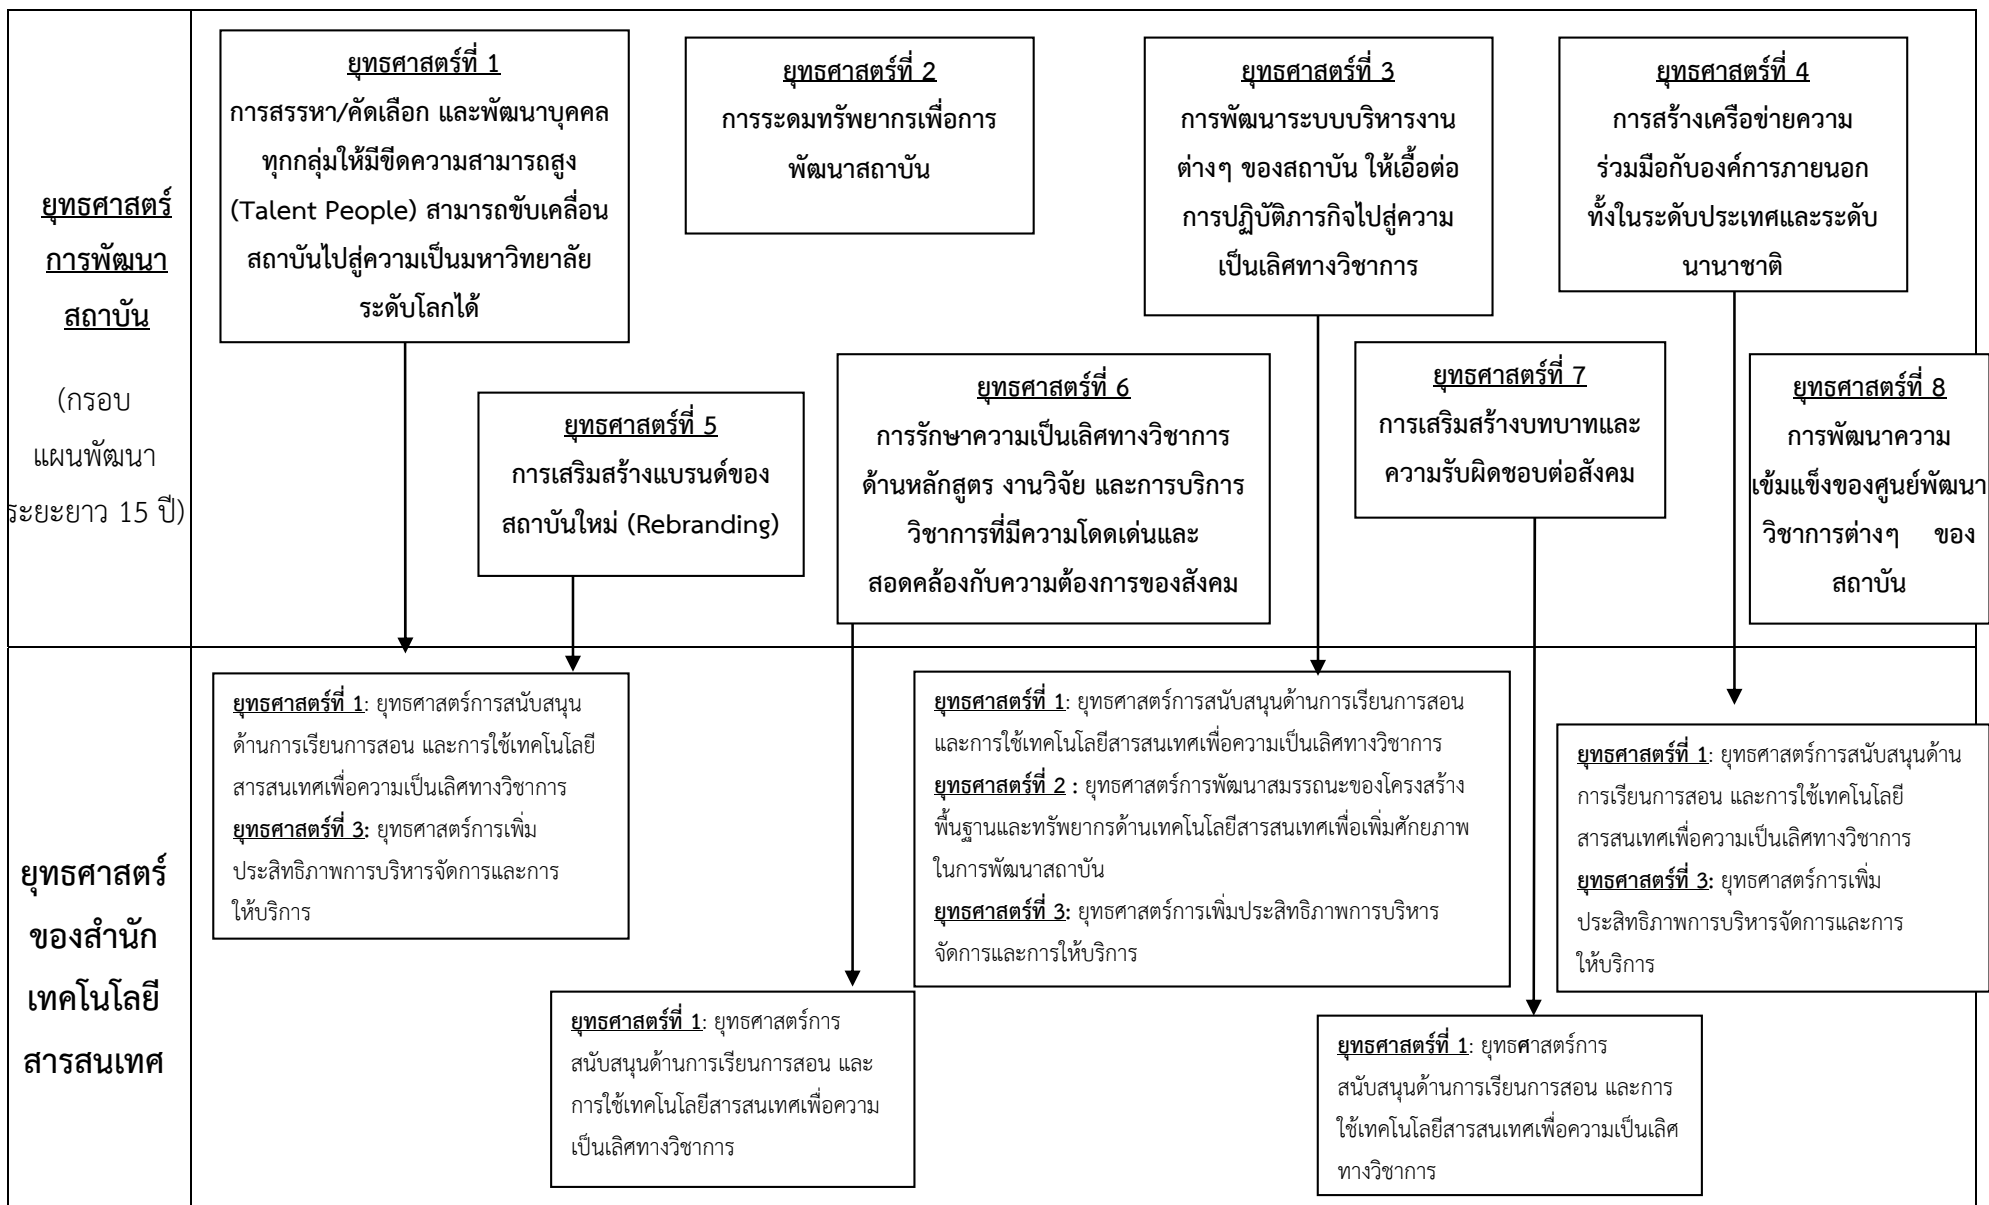 ยุทธศาสตร์
การพัฒนา
สถาบัน
(กรอบ
แผนพัฒนา
ระยะยาว 15 ปี)
ยุทธศาสตร์ที่ 1
การสรรหา/คัดเลือก และพัฒนาบุคคล
ทุกกลุ่มให้มีขีดความสามารถสูง
(Talent People) สามารถขับเคลื่อน
สถาบันไปสู่ความเป็นมหาวิทยาลัย
ระดับโลกได้
ยุทธศาสตร์ที่ 2
การระดมทรัพยากรเพื่อการ
พัฒนาสถาบัน
ยุทธศาสตร์ที่ 3
การพัฒนาระบบบริหารงาน
ต่างๆ ของสถาบัน ให้เอื้อต่อ
การปฏิบัติภารกิจไปสู่ความ
เป็นเลิศทางวิชาการ
ยุทธศาสตร์ที่ 4
การสร้างเครือข่ายความ
ร่วมมือกับองค์การภายนอก
ทั้งในระดับประเทศและระดับ
นานาชาติ
ยุทธศาสตร์ที่ 5
การเสริมสร้างแบรนด์ของ
สถาบันใหม่ (Rebranding)
ยุทธศาสตร์ที่ 6
การรักษาความเป็นเลิศทางวิชาการ
ด้านหลักสูตร งานวิจัย และการบริการ
วิชาการที่มีความโดดเด่นและ
สอดคล้องกับความต้องการของสังคม
ยุทธศาสตร์ที่ 7
การเสริมสร้างบทบาทและ
ความรับผิดชอบต่อสังคม
ยุทธศาสตร์ที่ 8
การพัฒนาความ
เข้มแข็งของศูนย์พัฒนา
วิชาการต่างๆ ของ
สถาบัน
ยุทธศาสตร์
ของสำนัก
เทคโนโลยี
สารสนเทศ
ยุทธศาสตร์ที่ 1: ยุทธศาสตร์การสนับสนุน
ด้านการเรียนการสอน และการใช้เทคโนโลยี
สารสนเทศเพื่อความเป็นเลิศทางวิชาการ
ยุทธศาสตร์ที่ 3: ยุทธศาสตร์การเพิ่ม
ประสิทธิภาพการบริหารจัดการและการ
ให้บริการ
ยุทธศาสตร์ที่ 1: ยุทธศาสตร์การสนับสนุนด้านการเรียนการสอน
และการใช้เทคโนโลยีสารสนเทศเพื่อความเป็นเลิศทางวิชาการ
ยุทธศาสตร์ที่ 2 : ยุทธศาสตร์การพัฒนาสมรรถนะของโครงสร้าง
พื้นฐานและทรัพยากรด้านเทคโนโลยีสารสนเทศเพื่อเพิ่มศักยภาพ
ในการพัฒนาสถาบัน
ยุทธศาสตร์ที่ 3: ยุทธศาสตร์การเพิ่มประสิทธิภาพการบริหาร
จัดการและการให้บริการ
ยุทธศาสตร์ที่ 1: ยุทธศาสตร์การสนับสนุนด้าน
การเรียนการสอน และการใช้เทคโนโลยี
สารสนเทศเพื่อความเป็นเลิศทางวิชาการ
ยุทธศาสตร์ที่ 3: ยุทธศาสตร์การเพิ่ม
ประสิทธิภาพการบริหารจัดการและการ
ให้บริการ
ยุทธศาสตร์ที่ 1: ยุทธศาสตร์การ
สนับสนุนด้านการเรียนการสอน และ
การใช้เทคโนโลยีสารสนเทศเพื่อความ
เป็นเลิศทางวิชาการ
ยุทธศาสตร์ที่ 1: ยุทธศาสตร์การ
สนับสนุนด้านการเรียนการสอน และการ
ใช้เทคโนโลยีสารสนเทศเพื่อความเป็นเลิศ
ทางวิชาการ